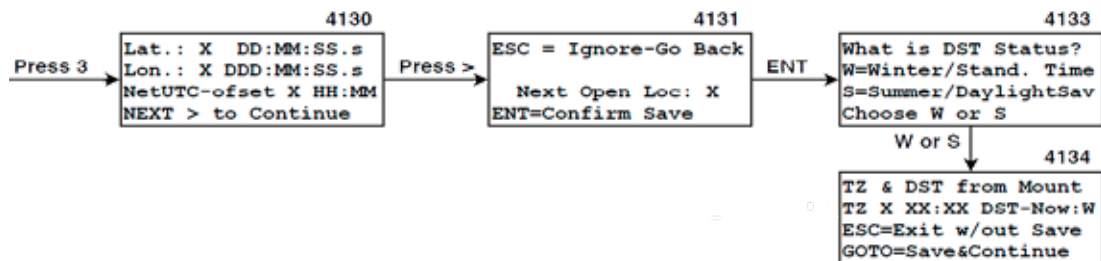 4130
4131
4133
Press 3
Lat.: X DD:MM:SS.s
Lon.: X DDD:MM:SS.s
NetUTC-ofset X HH:MM
NEXT > to Continue
Press >
ESC = Ignore-Go Back
Next Open Loc: X
ENT=Confirm Save
ENT
What is DST Status?
W=Winter/Stand. Time
S=Summer/DaylightSav
Choose W or S
W or S
4134
TZ & DST from Mount
TZ X XX:XX DST-Now:W
ESC=Exit w/out Save
GOTO=Save&Continue